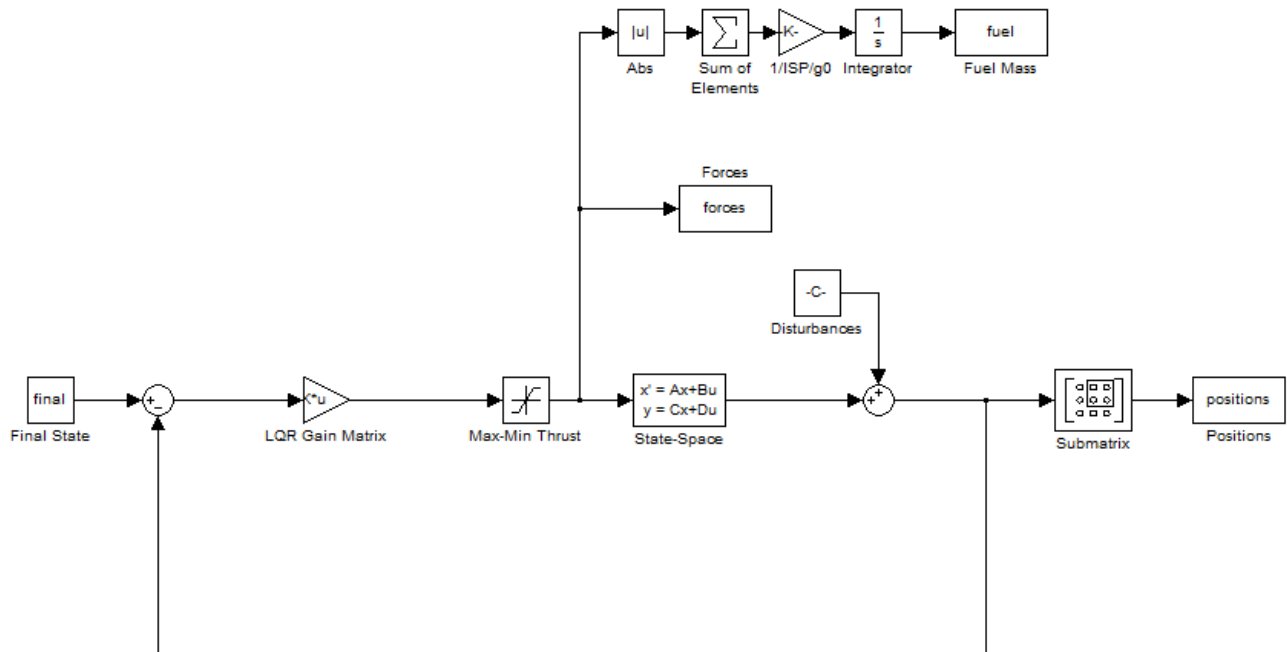 |u|
Abs
Sum of
Elements
-K-
1/ISP/g0
1
s
Integrator
fuel
Fuel Mass
Forces
forces
-C-
Disturbances
final
Final State
+
−
K*u
LQR Gain Matrix
Max-Min Thrust
x' = Ax+Bu
y = Cx+Du
State-Space
+
+
Submatrix
positions
Positions